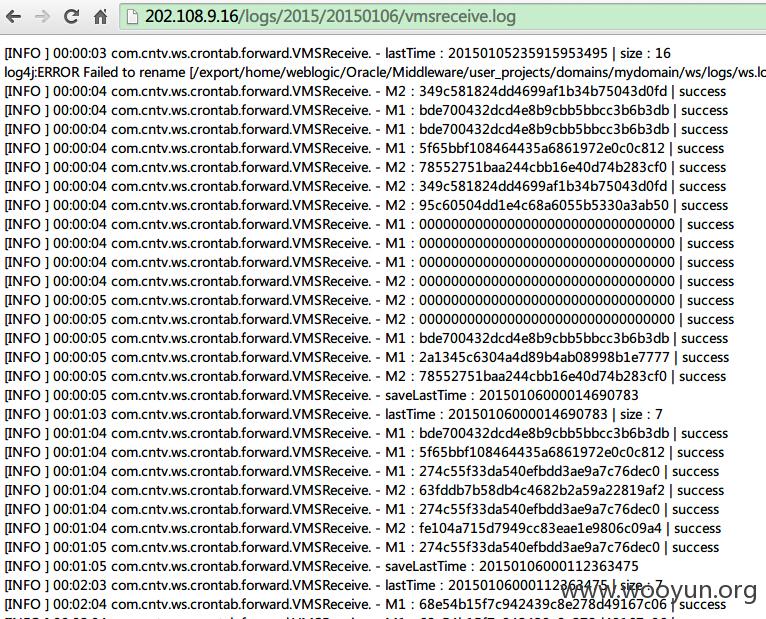 202.108.9.16/logs/2015/20150106/vmsreceive.log
[INFO ] 00:00:03 com.cntv.ws.crontab.forward.VMSReceive. - lastTime : 20150105235915953495 | size : 16
log4j:ERROR Failed to rename [/export/home/weblogic/Oracle/Middleware/user_projects/domains/mydomain/ws/logs/ws.lo
[INFO ] 00:00:04 com.cntv.ws.crontab.forward.VMSReceive. - M2 : 349c581824dd4699af1b34b75043d0fd | success
[INFO ] 00:00:04 com.cntv.ws.crontab.forward.VMSReceive. - M1 : bde700432dcd4e8b9cbb5bbcc3b6b3db | success
[INFO ] 00:00:04 com.cntv.ws.crontab.forward.VMSReceive. - M1 : bde700432dcd4e8b9cbb5bbcc3b6b3db | success
[INFO ] 00:00:04 com.cntv.ws.crontab.forward.VMSReceive. - M1 : 5f65bbf108464435a6861972e0c0c812 | success
[INFO ] 00:00:04 com.cntv.ws.crontab.forward.VMSReceive. - M2 : 78552751baa244cbb16e40d74b283cf0 | success
[INFO ] 00:00:04 com.cntv.ws.crontab.forward.VMSReceive. - M2 : 349c581824dd4699af1b34b75043d0fd | success
[INFO ] 00:00:04 com.cntv.ws.crontab.forward.VMSReceive. - M2 : 95c60504dd1e4c68a6055b5330a3ab50 | success
[INFO ] 00:00:04 com.cntv.ws.crontab.forward.VMSReceive. - M1 : 00000000000000000000000000000000 | success
[INFO ] 00:00:04 com.cntv.ws.crontab.forward.VMSReceive. - M1 : 00000000000000000000000000000000 | success
[INFO ] 00:00:04 com.cntv.ws.crontab.forward.VMSReceive. - M1 : 00000000000000000000000000000000 | success
[INFO ] 00:00:04 com.cntv.ws.crontab.forward.VMSReceive. - M2 : 00000000000000000000000000000000 | success
[INFO ] 00:00:05 com.cntv.ws.crontab.forward.VMSReceive. - M2 : 00000000000000000000000000000000 | success
[INFO ] 00:00:05 com.cntv.ws.crontab.forward.VMSReceive. - M2 : 00000000000000000000000000000000 | success
[INFO ] 00:00:05 com.cntv.ws.crontab.forward.VMSReceive. - M1 : bde700432dcd4e8b9cbb5bbcc3b6b3db | success
[INFO ] 00:00:05 com.cntv.ws.crontab.forward.VMSReceive. - M1 : 2a1345c6304a4d89b4ab08998b1e7777 | success
[INFO ] 00:00:05 com.cntv.ws.crontab.forward.VMSReceive. - M2 : 78552751baa244cbb16e40d74b283cf0 | success
[INFO ] 00:00:05 com.cntv.ws.crontab.forward.VMSReceive. - saveLastTime : 20150106000014690783
[INFO ] 00:01:03 com.cntv.ws.crontab.forward.VMSReceive. - lastTime : 20150106000014690783 | size : 7
[INFO ] 00:01:04 com.cntv.ws.crontab.forward.VMSReceive. - M1 : bde700432dcd4e8b9cbb5bbcc3b6b3db | success
[INFO ] 00:01:04 com.cntv.ws.crontab.forward.VMSReceive. - M1 : 5f65bbf108464435a6861972e0c0c812 | success
[INFO ] 00:01:04 com.cntv.ws.crontab.forward.VMSReceive. - M1 : 274c55f33da540efbdd3ae9a7c76dec0 | success
[INFO ] 00:01:04 com.cntv.ws.crontab.forward.VMSReceive. - M2 : 63fddb7b58db4c4682b2a59a22819af2 | success
[INFO ] 00:01:04 com.cntv.ws.crontab.forward.VMSReceive. - M1 : 274c55f33da540efbdd3ae9a7c76dec0 | success
[INFO ] 00:01:04 com.cntv.ws.crontab.forward.VMSReceive. - M2 : fe104a715d7949cc83eae1e9806c09a4 | success
[INFO ] 00:01:05 com.cntv.ws.crontab.forward.VMSReceive. - M1 : 274c55f33da540efbdd3ae9a7c76dec0 | success
[INFO ] 00:01:05 com.cntv.ws.crontab.forward.VMSReceive. - saveLastTime : 20150106000112363475
[INFO ] 00:02:03 com.cntv.ws.crontab.forward.VMSReceive. - lastTime : 20150106000112363475 | size : 7
www.wooyun.org
[INFO ] 00:02:04 com.cntv.ws.crontab.forward.VMSReceive. - M1 : 68e54b15f7c942439c8e278d49167c06 | success